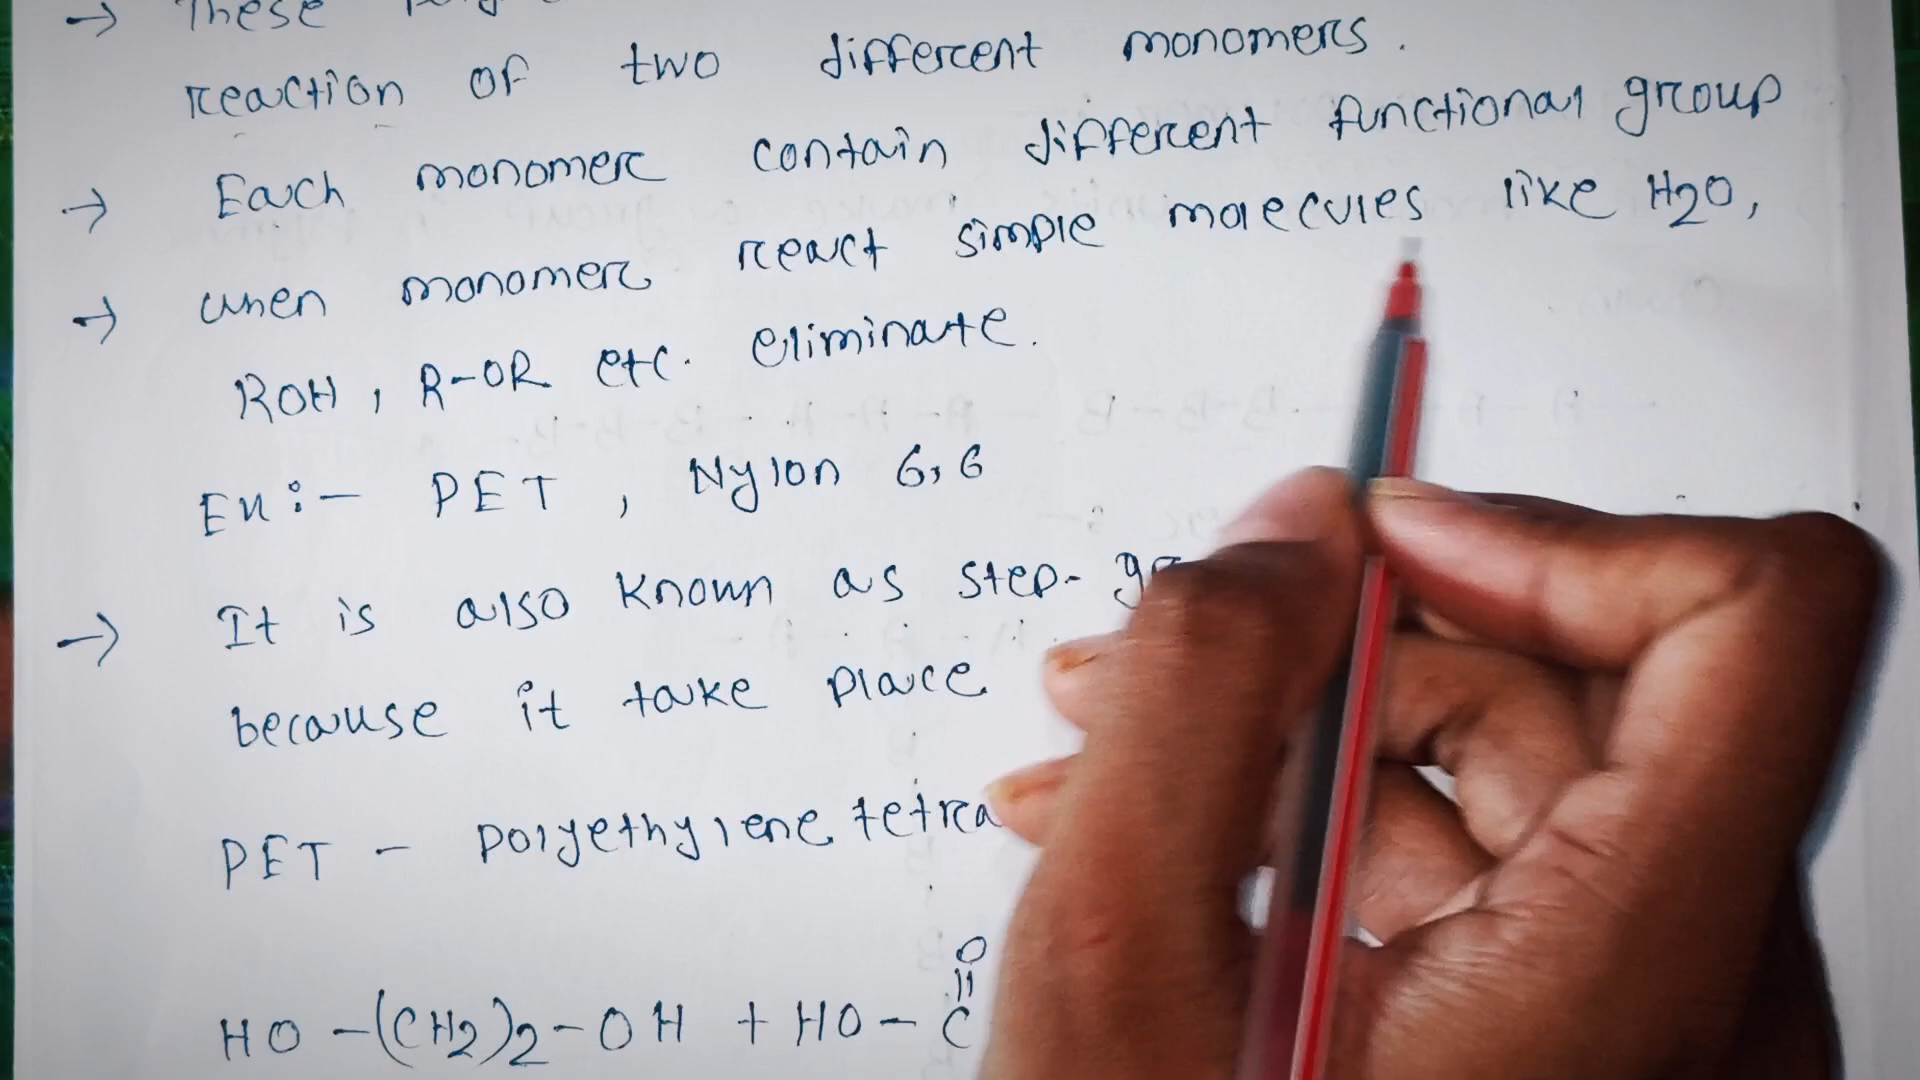 → These
reaction of two different monomers.
→ Each monomer contain different functional group
→ when monomer react simple molecules like H2O,
ROH, R-OR etc. eliminate.
Ex:- PET, Nylon 6,6
→ It is also known as step-
because it take place
PET - Polyethylene tetra
HO-(CH2)2-OH + HO-C
O